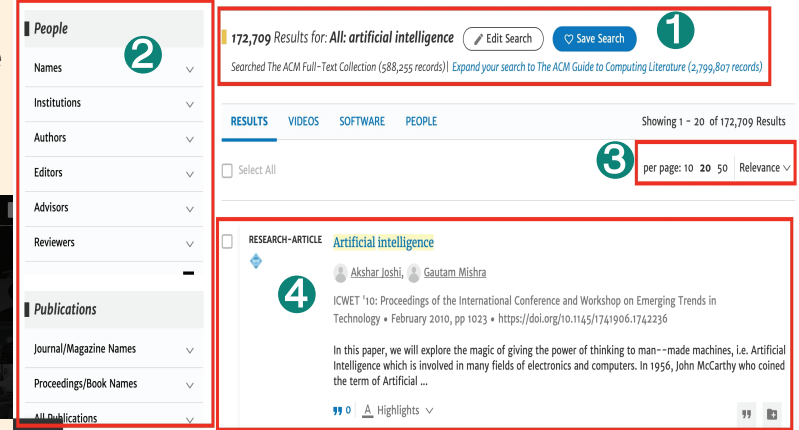 People
2
Names
Institutions
Authors
Editors
Advisors
Reviewers
Publications
Journal/Magazine Names
Proceedings/Book Names
All Publications
172,709 Results for: All: artificial intelligence Edit Search Save Search
1
Searched The ACM Full-Text Collection (588,255 records)| Expand your search to The ACM Guide to Computing Literature (2,799,807 records)
RESULTS VIDEOS SOFTWARE PEOPLE Showing 1 - 20 of 172,709 Results
Select All
3
per page: 10 20 50 Relevance
RESEARCH-ARTICLE Artificial intelligence
4
Akshar Joshi, Gautam Mishra
ICWET '10: Proceedings of the International Conference and Workshop on Emerging Trends in
Technology • February 2010, pp 1023 • https://doi.org/10.1145/1741906.1742236
In this paper, we will explore the magic of giving the power of thinking to man--made machines, i.e. Artificial
Intelligence which is involved in many fields of electronics and computers. In 1956, John McCarthy who coined
the term of Artificial ...
0 A Highlights